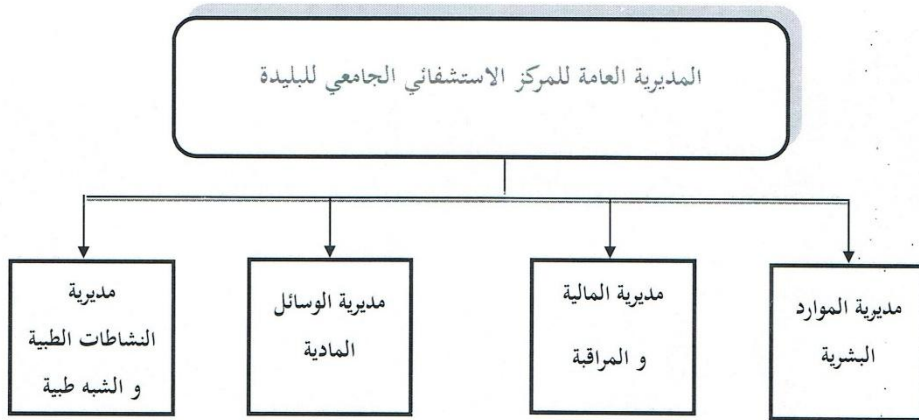 المديرية العامة للمركز الاستشفائي الجامعي للبليدة
مديرية الموارد
البشرية
مديرية المالية
و المراقبة
مديرية الوسائل
المادية
مديرية
النشاطات الطبية
و الشبه طبية